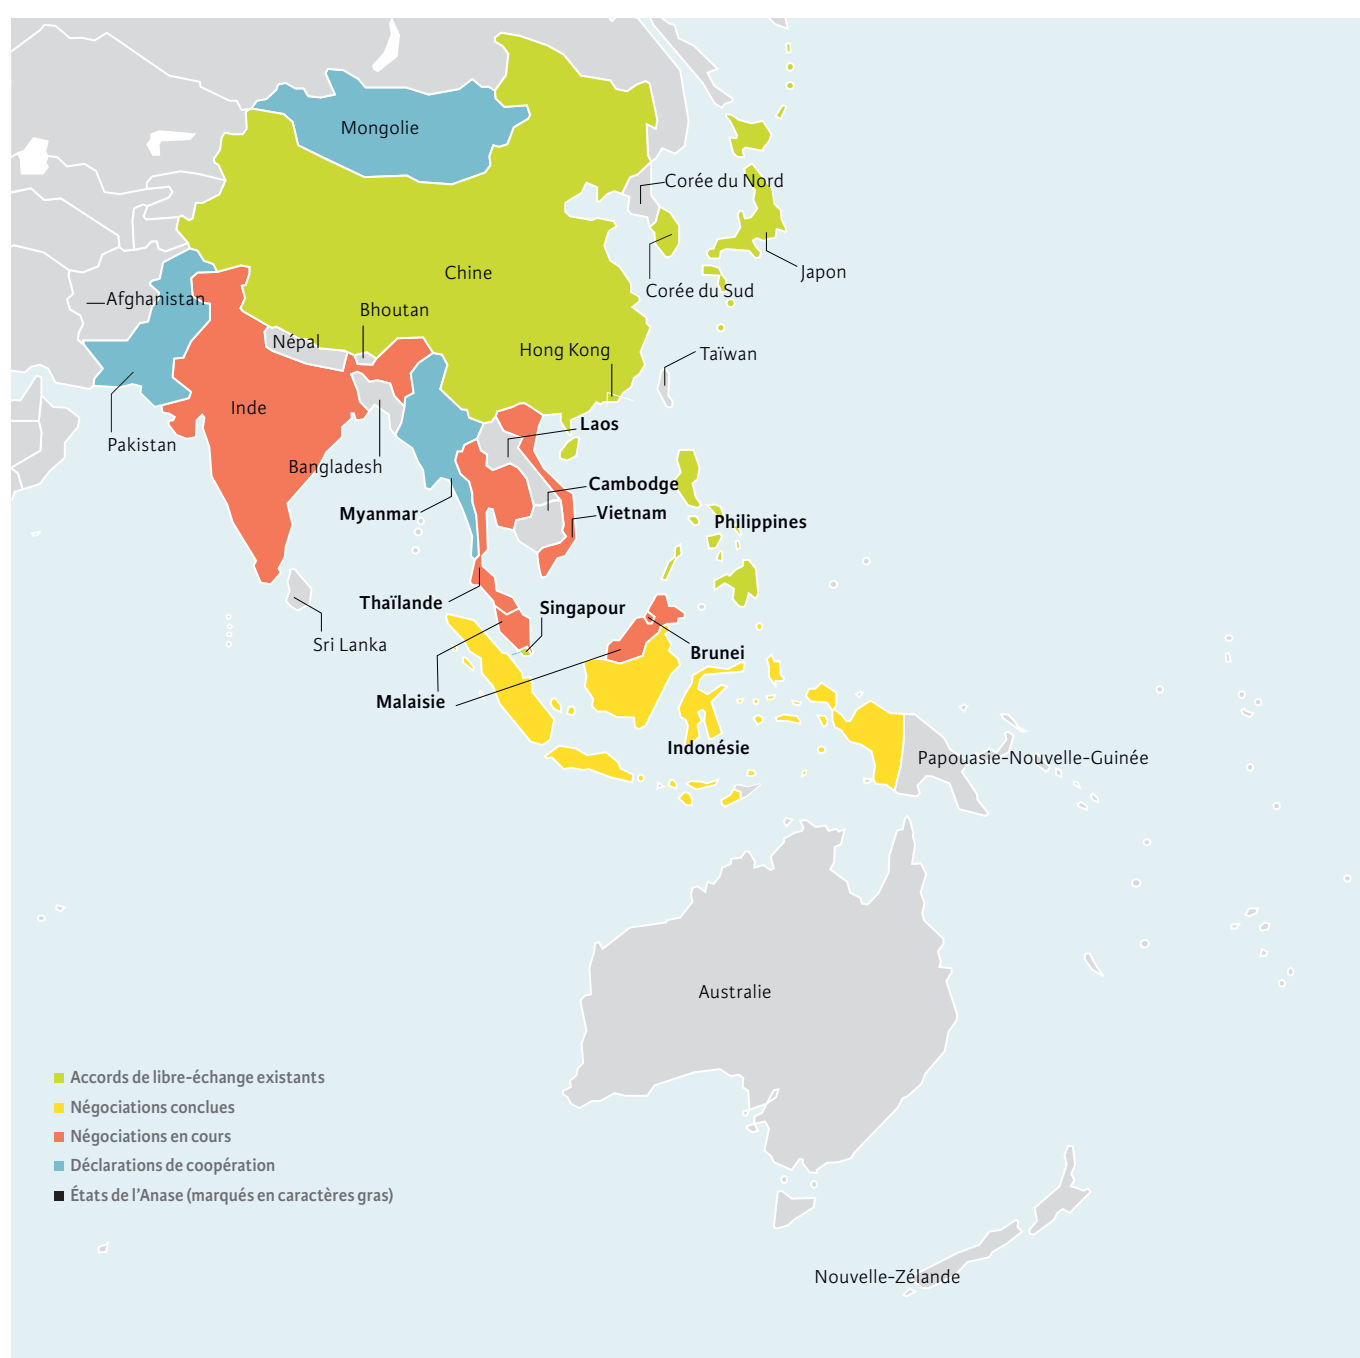 Mongolie
Corée du Nord
Chine
Japon
Corée du Sud
Afghanistan
Bhoutan
Népal
Hong Kong
Taïwan
Inde
Laos
Pakistan
Bangladesh
Cambodge
Myanmar
Vietnam
Philippines
Thaïlande
Singapour
Sri Lanka
Brunei
Malaisie
Indonésie
Papouasie-Nouvelle-Guinée
Australie
Accords de libre-échange existants
Négociations conclues
Négociations en cours
Déclarations de coopération
États de l'Anase (marqués en caractères gras)
Nouvelle-Zélande